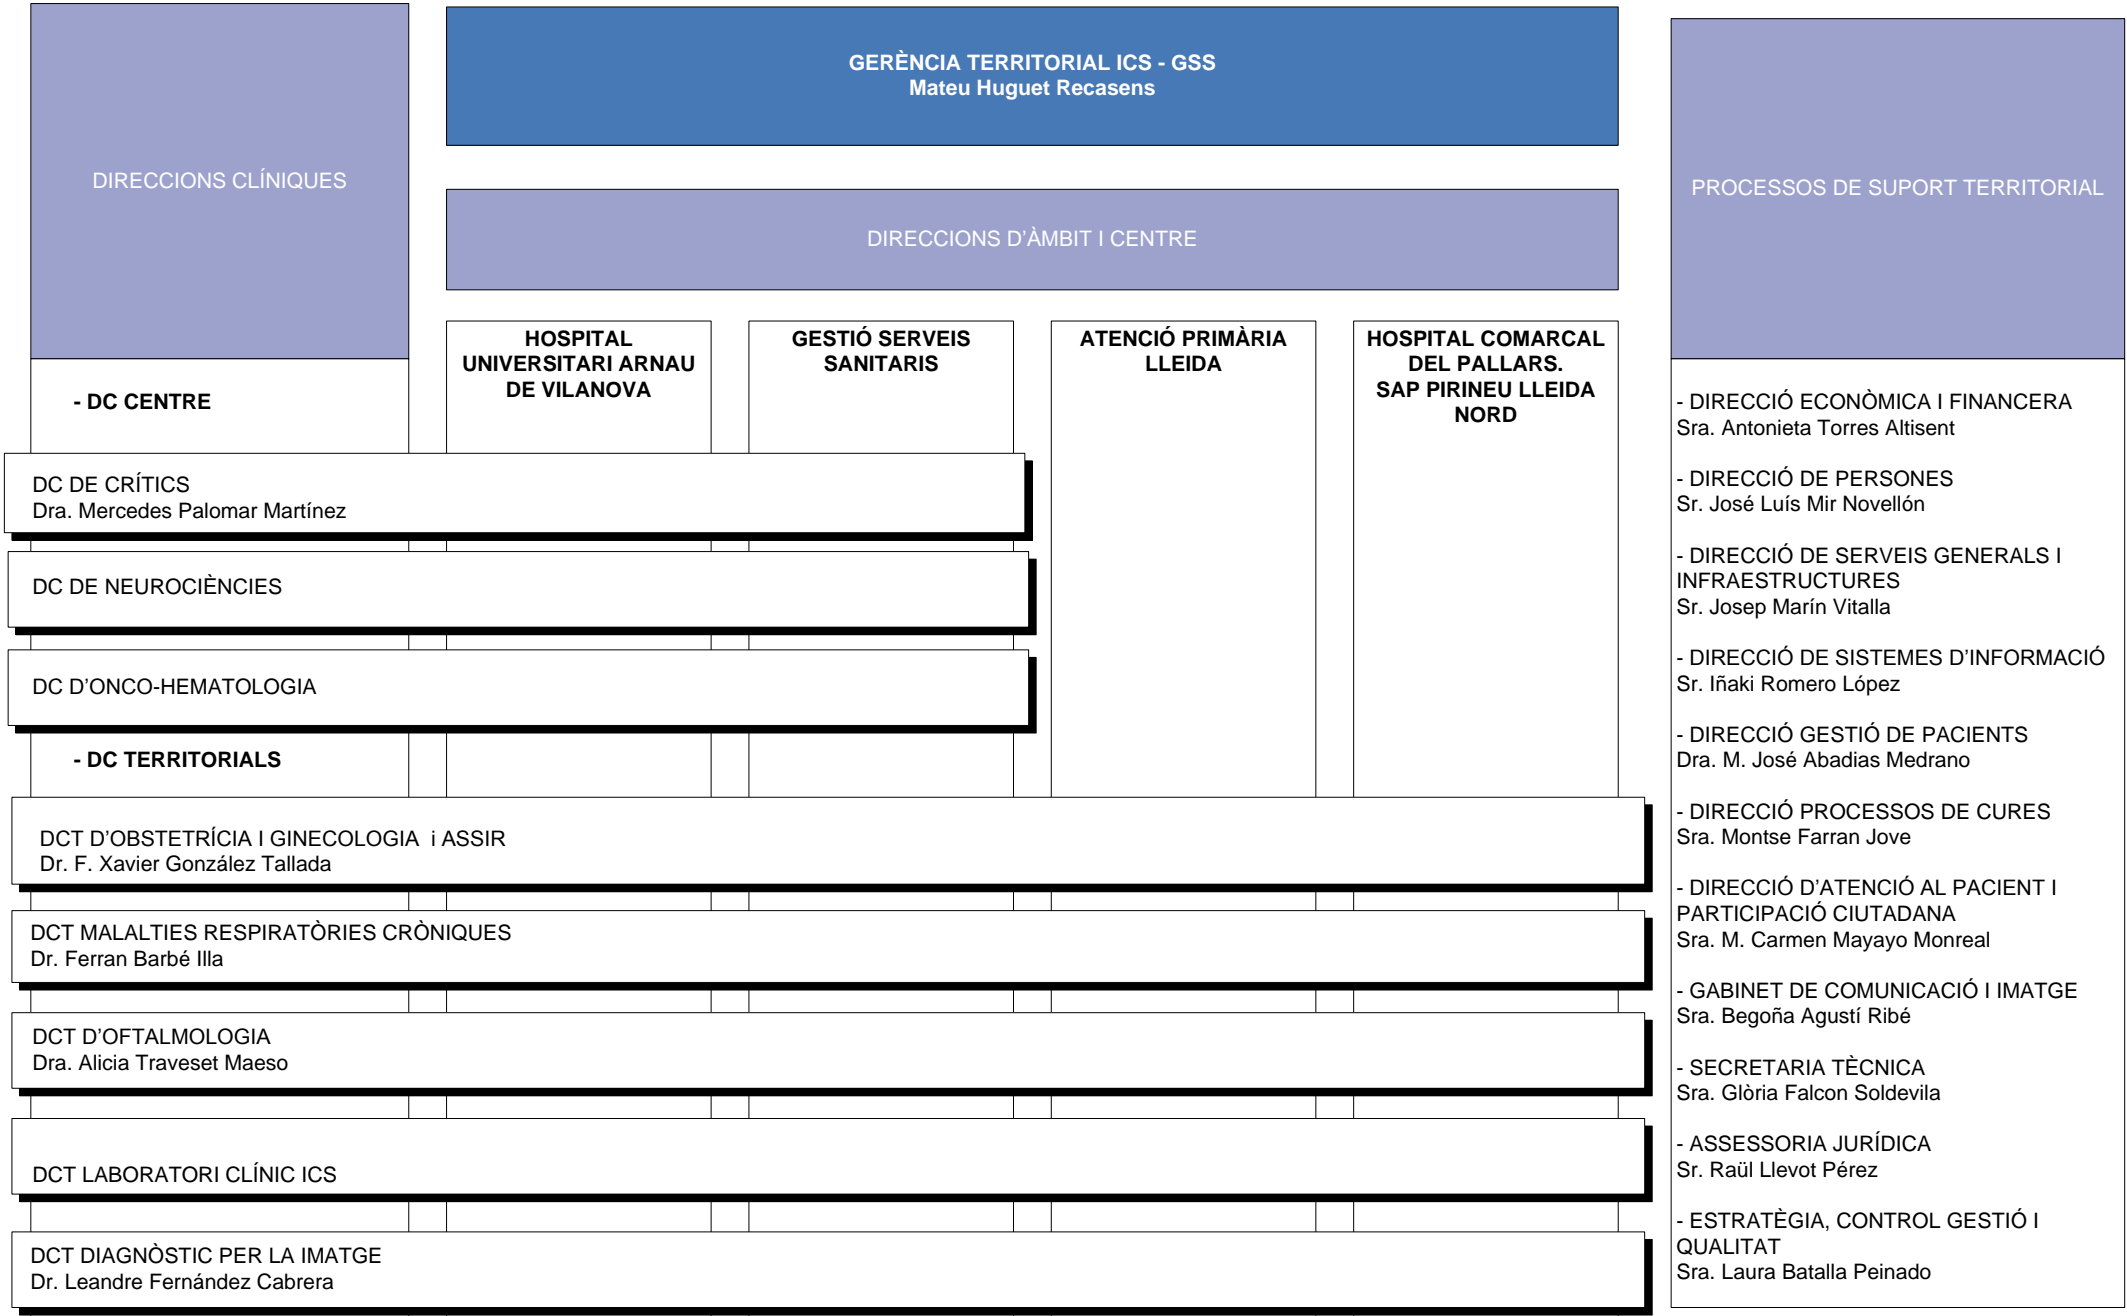 DIRECCIONS CLÍNIQUES
- DC CENTRE
GERÈNCIA TERRITORIAL ICS - GSS
Mateu Huguet Recasens
DIRECCIONS D'ÀMBIT I CENTRE
HOSPITAL
UNIVERSITARI ARNAU
DE VILANOVA
GESTIÓ SERVEIS
SANITARIS
ATENCIÓ PRIMÀRIA
LLEIDA
HOSPITAL COMARCAL
DEL PALLARS.
SAP PIRINEU LLEIDA
NORD
DC DE CRÍTICS
Dra. Mercedes Palomar Martínez
DC DE NEUROCIÈNCIES
DC D'ONCO-HEMATOLOGIA
- DC TERRITORIALS
DCT D'OBSTETRÍCIA I GINECOLOGIA i ASSIR
Dr. F. Xavier González Tallada
DCT MALALTIES RESPIRATÒRIES CRÒNIQUES
Dr. Ferran Barbé Illa
DCT D'OFTALMOLOGIA
Dra. Alicia Traveset Maeso
DCT LABORATORI CLÍNIC ICS
DCT DIAGNÒSTIC PER LA IMATGE
Dr. Leandre Fernández Cabrera
PROCESSOS DE SUPORT TERRITORIAL
- DIRECCIÓ ECONÒMICA I FINANCERA
Sra. Antonieta Torres Altisent
- DIRECCIÓ DE PERSONES
Sr. José Luís Mir Novellón
- DIRECCIÓ DE SERVEIS GENERALS I
INFRAESTRUCTURES
Sr. Josep Marín Vitalla
- DIRECCIÓ DE SISTEMES D'INFORMACIÓ
Sr. Iñaki Romero López
- DIRECCIÓ GESTIÓ DE PACIENTS
Dra. M. José Abadias Medrano
- DIRECCIÓ PROCESSOS DE CURES
Sra. Montse Farran Jove
- DIRECCIÓ D'ATENCIÓ AL PACIENT I
PARTICIPACIÓ CIUTADANA
Sra. M. Carmen Mayayo Monreal
- GABINET DE COMUNICACIÓ I IMATGE
Sra. Begoña Agustí Ribé
- SECRETARIA TÈCNICA
Sra. Glòria Falcon Soldevila
- ASSESSORIA JURÍDICA
Sr. Raül Llevot Pérez
- ESTRATÈGIA, CONTROL GESTIÓ I
QUALITAT
Sra. Laura Batalla Peinado